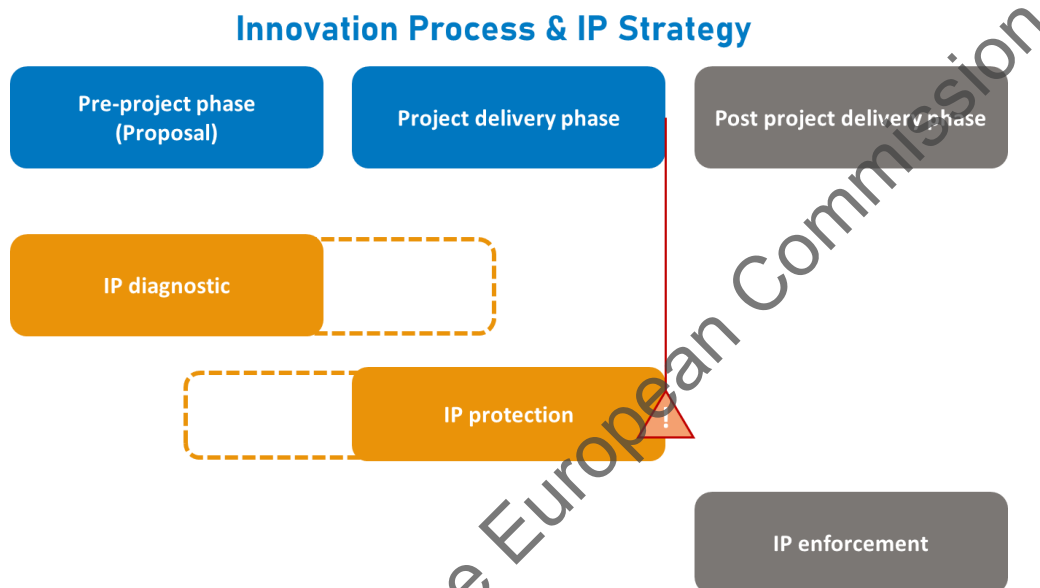 Innovation Process & IP Strategy
Pre-project phase
(Proposal)
Project delivery phase
Post project delivery phase
IP diagnostic
IP protection
!
IP enforcement
e European Commission